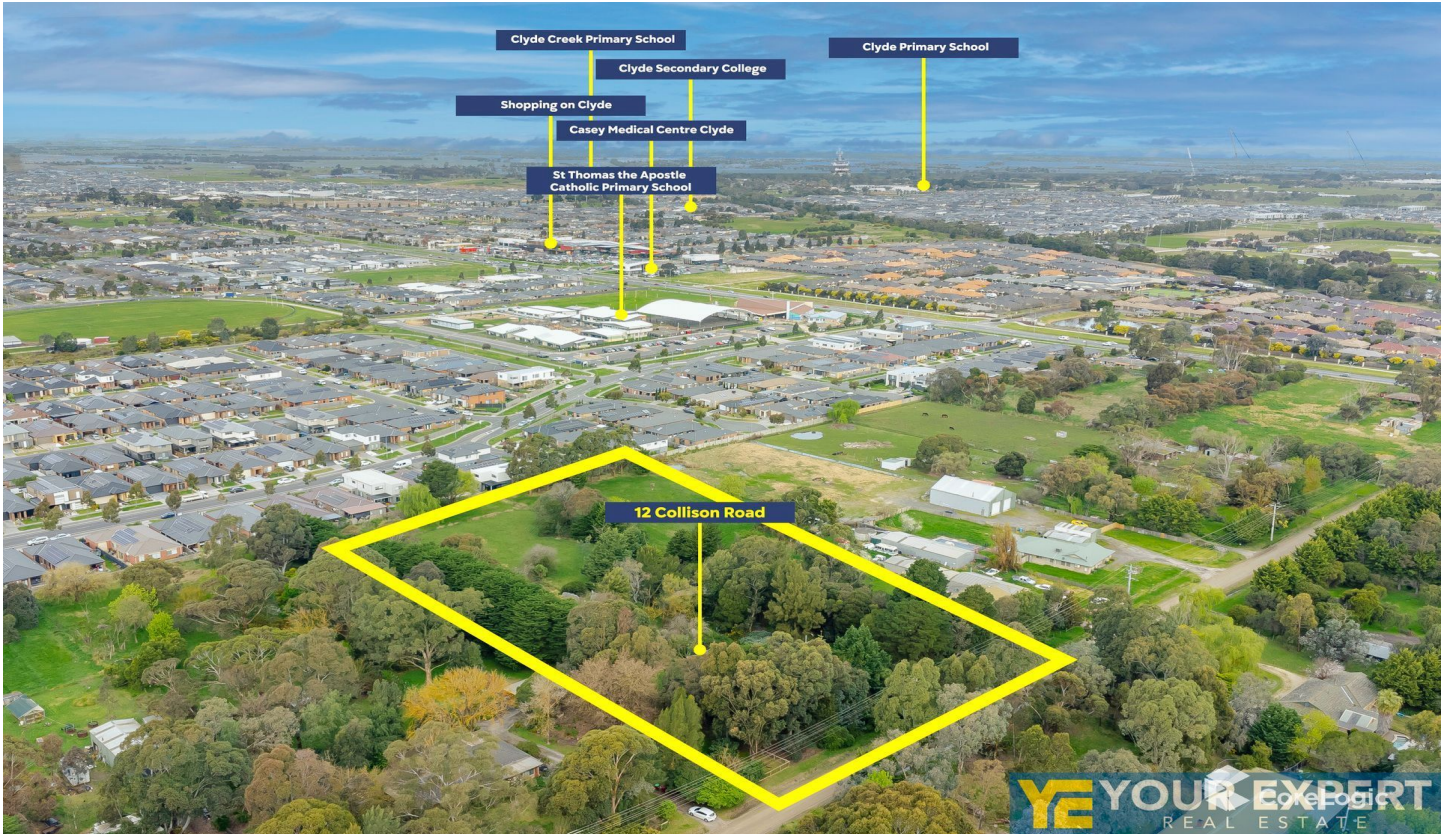 Clyde Creek Primary School
Clyde Primary School
Clyde Secondary College
Shopping on Clyde
Casey Medical Centre Clyde
St Thomas the Apostle
Catholic Primary School
12 Collison Road
YE YOUR EXPERT
CoreLogic
REAL ESTATE